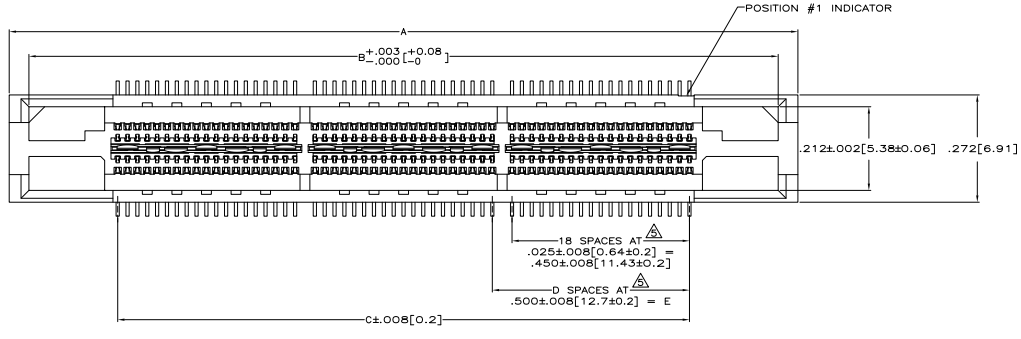 POSITION #1 INDICATOR
A
B+.003[+0.08]
-.000[-0]
.212±.002[5.38±0.06]
.272[6.91]
5
18 SPACES AT
.025±.008[0.64±0.2] =
.450±.008[11.43±0.2]
5
D SPACES AT
.500±.008[12.7±0.2] = E
C±.008[0.2]